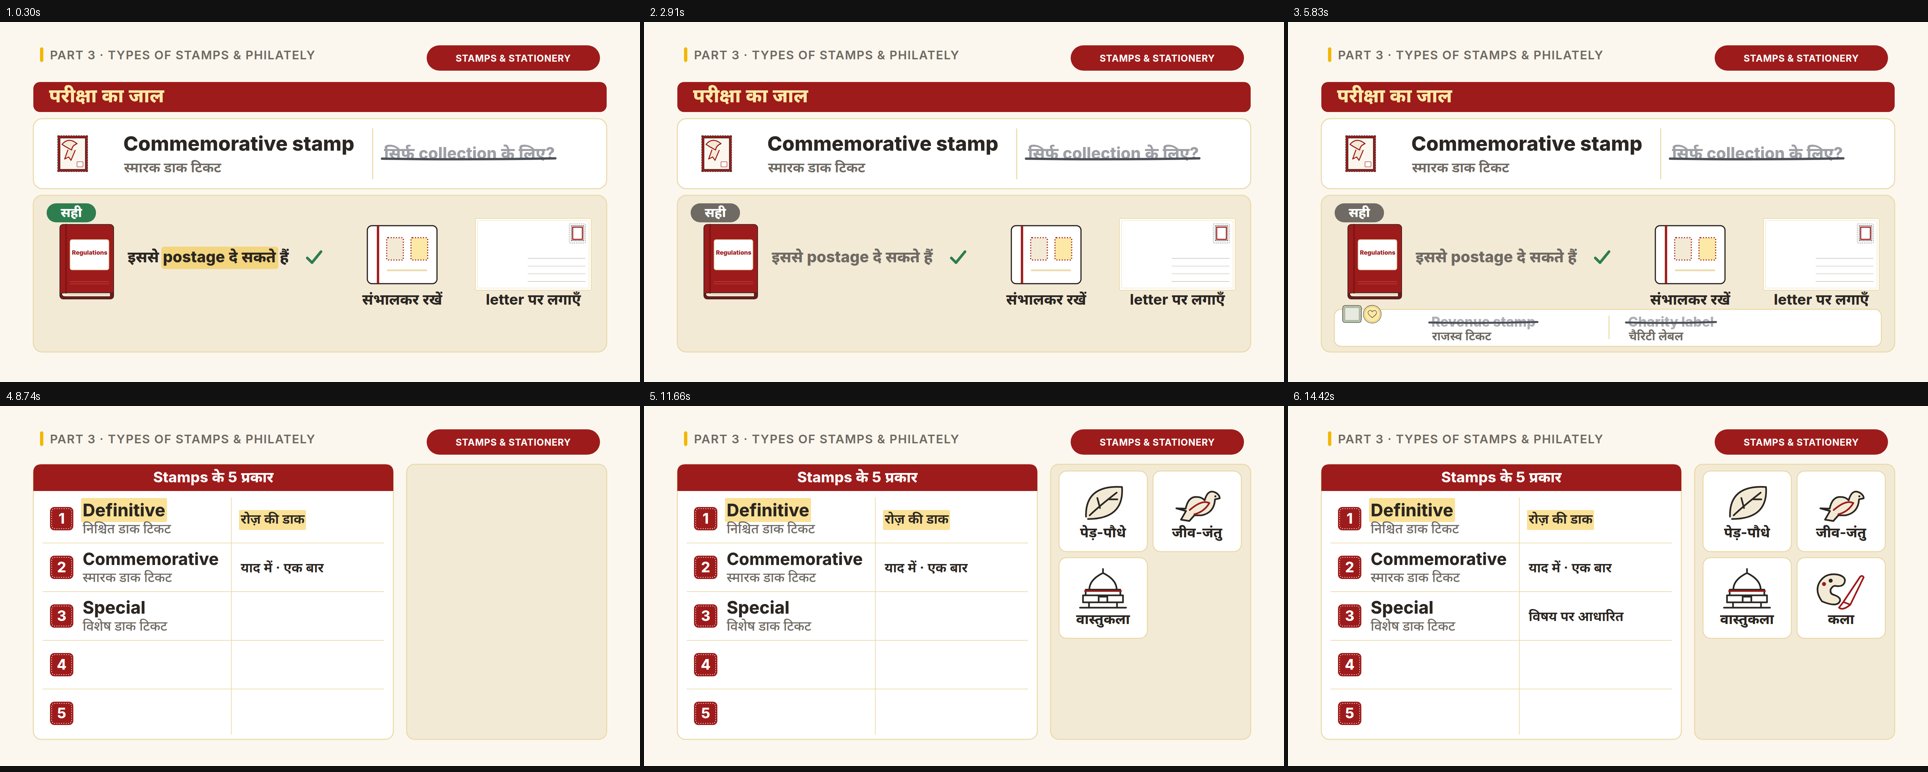 1. 0.30s
PART 3 · TYPES OF STAMPS & PHILATELY
STAMPS & STATIONERY
परीक्षा का जाल
Commemorative stamp
स्मारक डाक टिकट
सिर्फ collection के लिए?
सही
Regulations
इससे postage दे सकते हैं
संभालकर रखें
letter पर लगाएँ
2. 2.91s
PART 3 · TYPES OF STAMPS & PHILATELY
STAMPS & STATIONERY
परीक्षा का जाल
Commemorative stamp
स्मारक डाक टिकट
सिर्फ collection के लिए?
सही
Regulations
इससे postage दे सकते हैं
संभालकर रखें
letter पर लगाएँ
3. 5.83s
PART 3 · TYPES OF STAMPS & PHILATELY
STAMPS & STATIONERY
परीक्षा का जाल
Commemorative stamp
स्मारक डाक टिकट
सिर्फ collection के लिए?
सही
Regulations
इससे postage दे सकते हैं
संभालकर रखें
letter पर लगाएँ
Revenue stamp
राजस्व टिकट
Charity label
चैरिटी लेबल
4. 8.74s
PART 3 · TYPES OF STAMPS & PHILATELY
STAMPS & STATIONERY
Stamps के 5 प्रकार
1 Definitive
निश्चित डाक टिकट
रोज़ की डाक
2 Commemorative
स्मारक डाक टिकट
याद में · एक बार
3 Special
विशेष डाक टिकट
4
5
5. 11.66s
PART 3 · TYPES OF STAMPS & PHILATELY
STAMPS & STATIONERY
Stamps के 5 प्रकार
1 Definitive
निश्चित डाक टिकट
रोज़ की डाक
2 Commemorative
स्मारक डाक टिकट
याद में · एक बार
3 Special
विशेष डाक टिकट
4
5
पेड़-पौधे
जीव-जंतु
वास्तुकला
6. 14.42s
PART 3 · TYPES OF STAMPS & PHILATELY
STAMPS & STATIONERY
Stamps के 5 प्रकार
1 Definitive
निश्चित डाक टिकट
रोज़ की डाक
2 Commemorative
स्मारक डाक टिकट
याद में · एक बार
3 Special
विशेष डाक टिकट
विषय पर आधारित
4
5
पेड़-पौधे
जीव-जंतु
वास्तुकला
कला